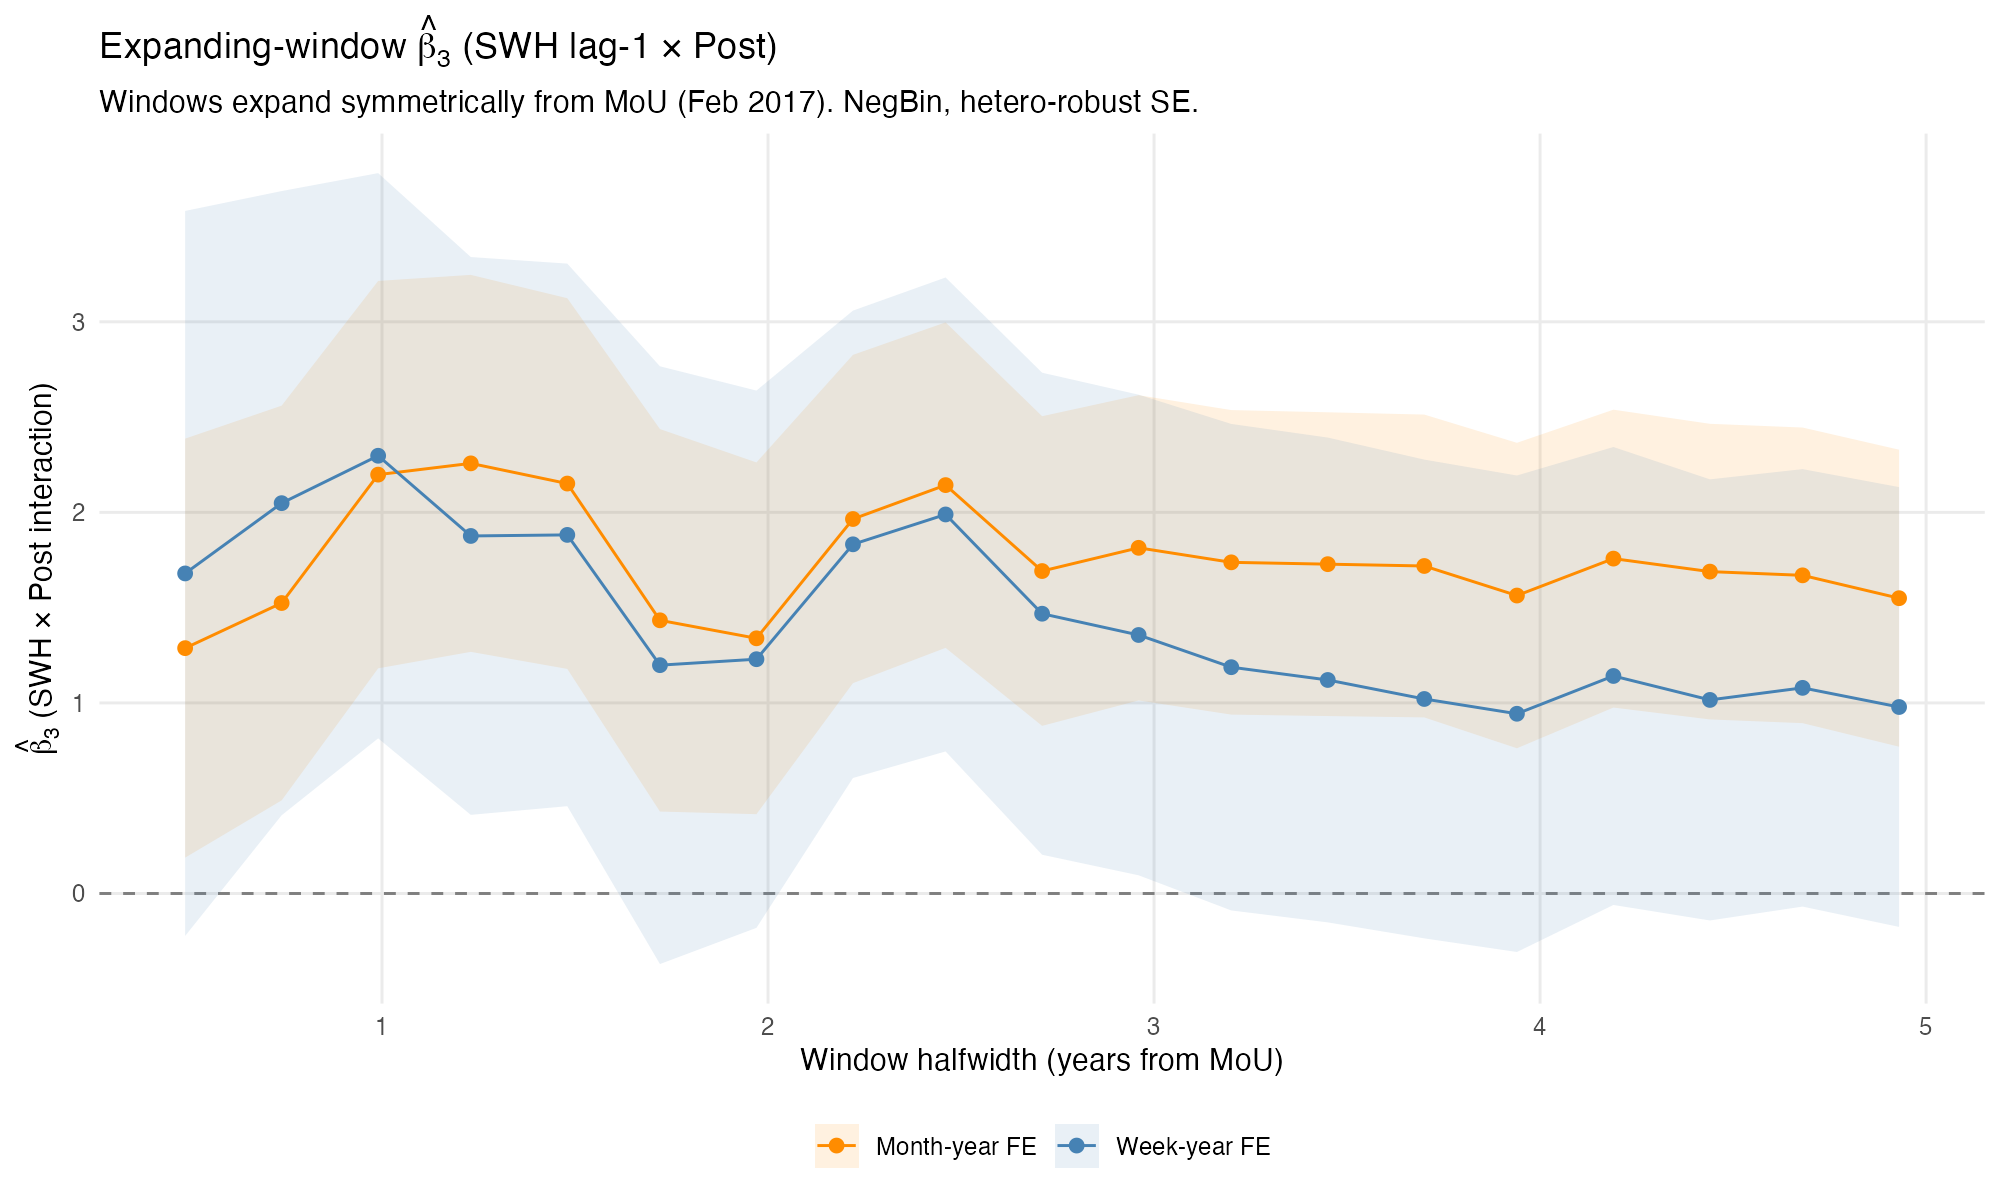 Expanding-window β̂₃ (SWH lag-1 × Post)
Windows expand symmetrically from MoU (Feb 2017). NegBin, hetero-robust SE.
β̂₃ (SWH × Post interaction)
3
2
1
0
1 2 3 4 5
Window halfwidth (years from MoU)
Month-year FE Week-year FE